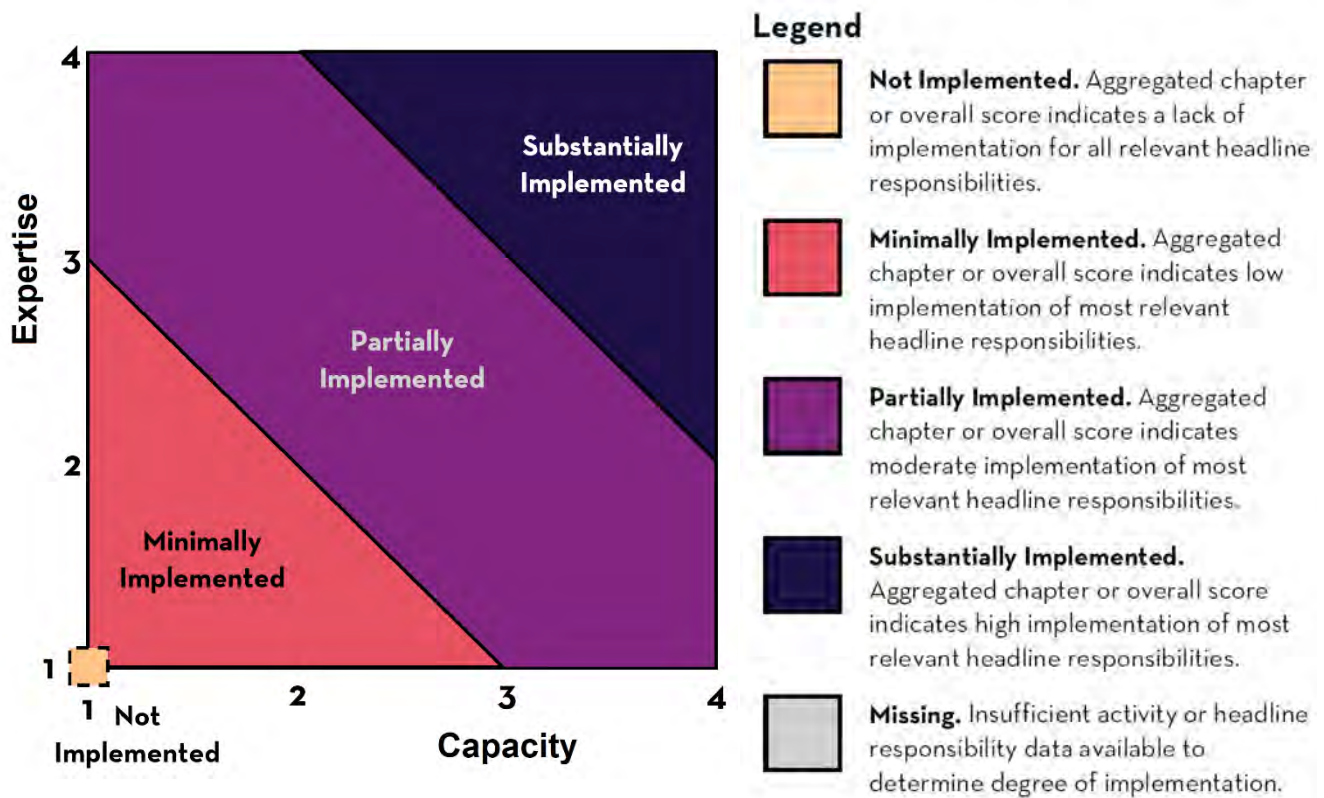 4
3
2
1
Expertise
Substantially
Implemented
Partially
Implemented
Minimally
Implemented
1
2
3
4
Not
Implemented
Capacity
Legend
Not Implemented. Aggregated chapter
or overall score indicates a lack of
implementation for all relevant headline
responsibilities.
Minimally Implemented. Aggregated
chapter or overall score indicates low
implementation of most relevant
headline responsibilities.
Partially Implemented. Aggregated
chapter or overall score indicates
moderate implementation of most
relevant headline responsibilities.
Substantially Implemented.
Aggregated chapter or overall score
indicates high implementation of most
relevant headline responsibilities.
Missing. Insufficient activity or headline
responsibility data available to
determine degree of implementation.